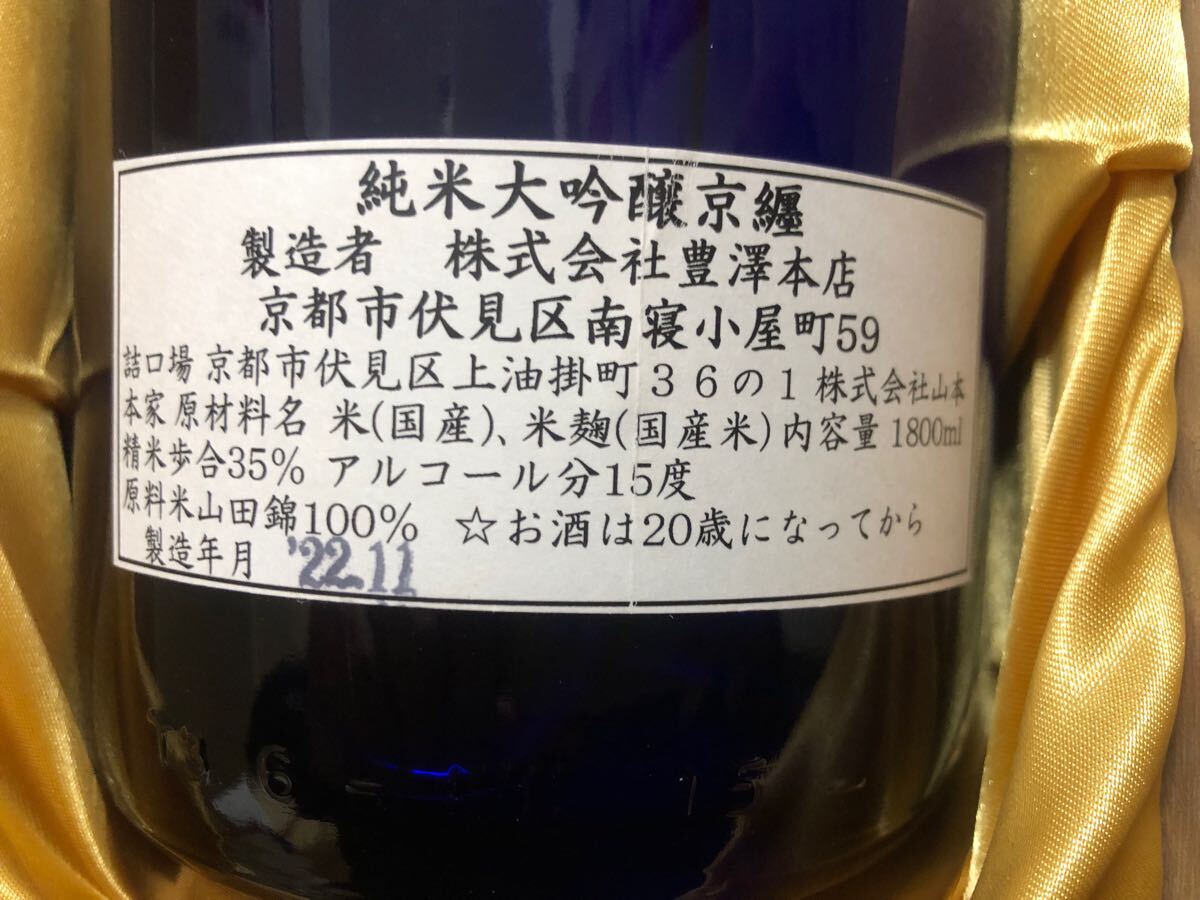 純米大吟醸京纏
製造者 株式会社豊澤本店
京都市伏見区南寝小屋町59
詰口場 京都市伏見区上油掛町36の1 株式会社山本
本家 原材料名 米(国産)、米麹(国産米)内容量 1800ml
精米歩合35% アルコール分15度
原料米山田錦100% ☆お酒は20歳になってから
製造年月 '22.11